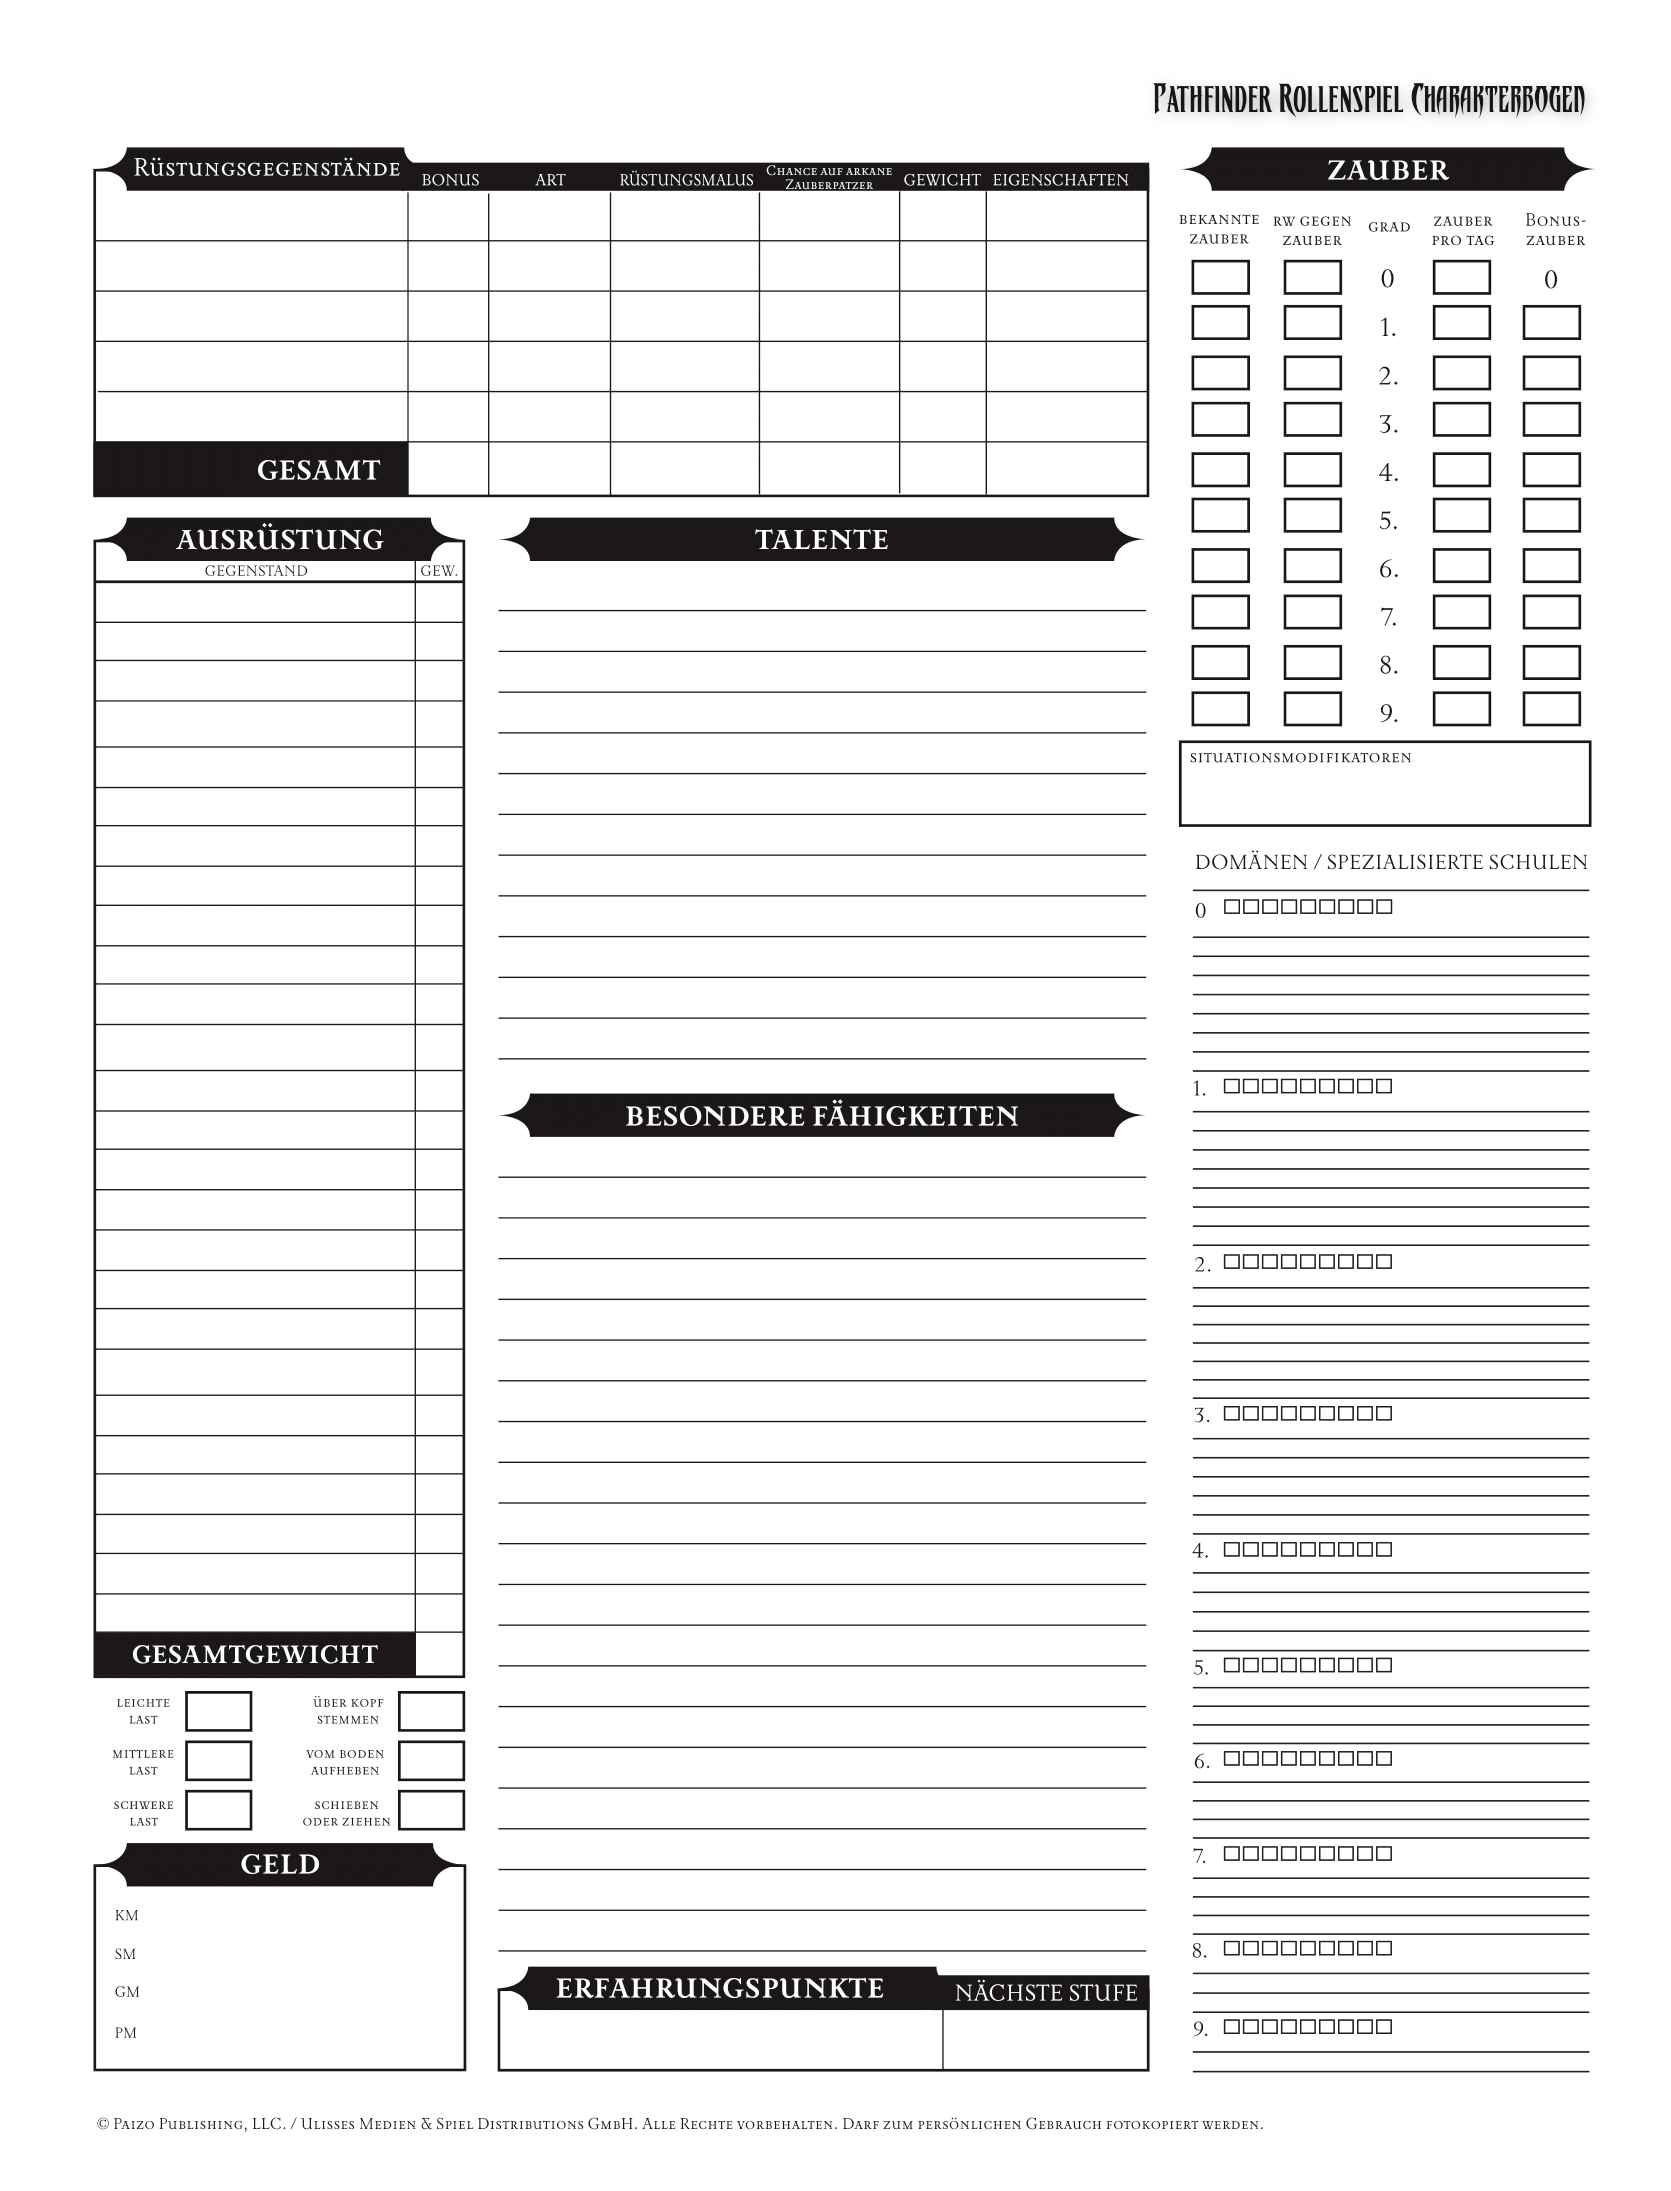 Pathfinder Rollenspiel Charakterbogen
Rüstungsgegenstände
BONUS
ART
RÜSTUNGSMALUS
Chance auf arkane
Zauberpatzer
GEWICHT
EIGENSCHAFTEN
GESAMT
AUSRÜSTUNG
GEGENSTAND
GEW.
GESAMTGEWICHT
LEICHTE
LAST
ÜBER KOPF
STEMMEN
MITTLERE
LAST
VOM BODEN
AUFHEBEN
SCHWERE
LAST
SCHIEBEN
ODER ZIEHEN
GELD
KM
SM
GM
PM
TALENTE
BESONDERE FÄHIGKEITEN
ERFAHRUNGSPUNKTE
NÄCHSTE STUFE
ZAUBER
BEKANNTE
ZAUBER
RW GEGEN
ZAUBER
GRAD
ZAUBER
PRO TAG
Bonus-
ZAUBER
0 0
1.
2.
3.
4.
5.
6.
7.
8.
9.
SITUATIONSMODIFIKATOREN
DOMÄNEN / SPEZIALISIERTE SCHULEN
0
1.
2.
3.
4.
5.
6.
7.
8.
9.
© Paizo Publishing, LLC. / Ulisses Medien & Spiel Distributions GmbH. Alle Rechte vorbehalten. Darf zum persönlichen Gebrauch fotokopiert werden.